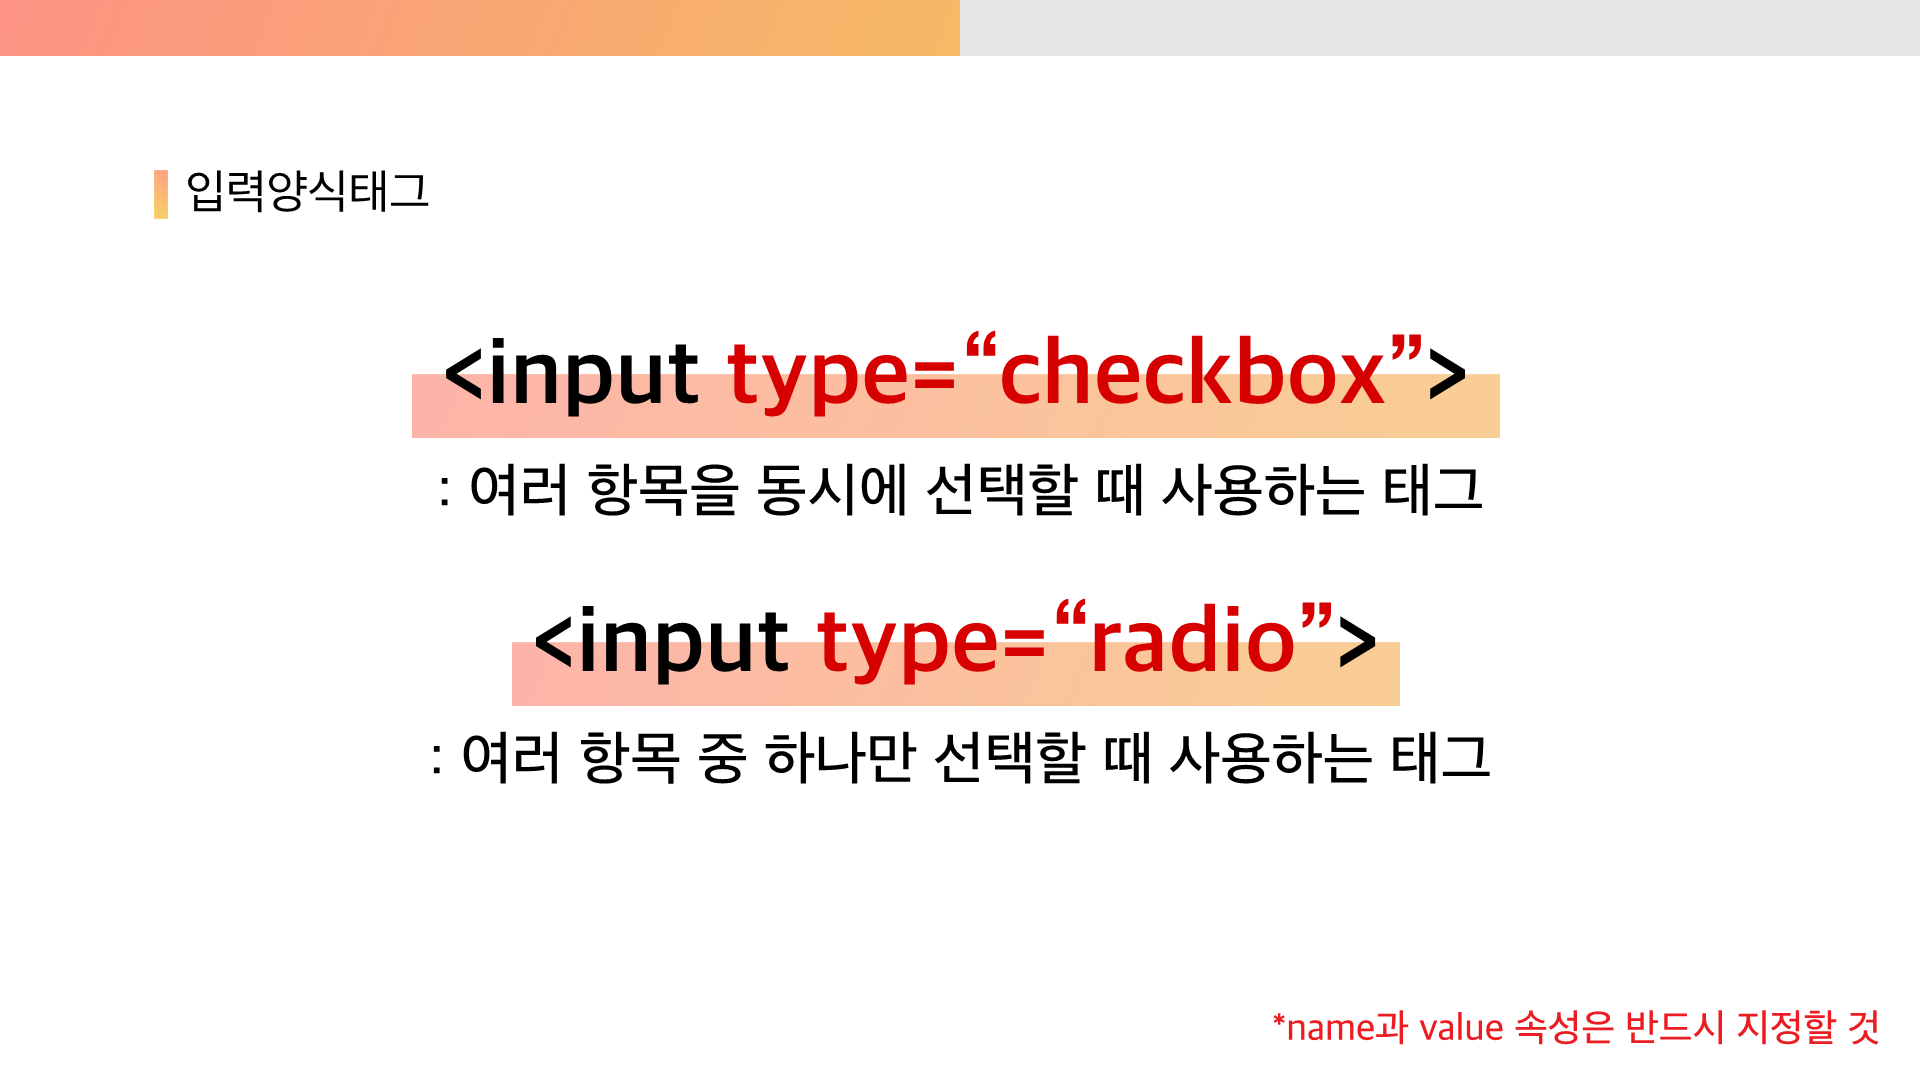 입력양식태그
<input type=“checkbox”>
: 여러 항목을 동시에 선택할 때 사용하는 태그
<input type=“radio”>
: 여러 항목 중 하나만 선택할 때 사용하는 태그
*name과 value 속성은 반드시 지정할 것